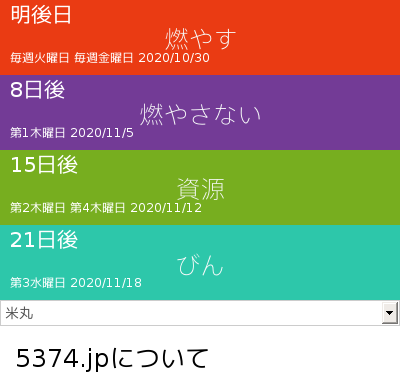 明後日
燃やす
毎週火曜日 毎週金曜日 2020/10/30
8日後
燃やさない
第1木曜日 2020/11/5
15日後
資源
第2木曜日 第4木曜日 2020/11/12
21日後
びん
第3水曜日 2020/11/18
米丸
5374.jpについて